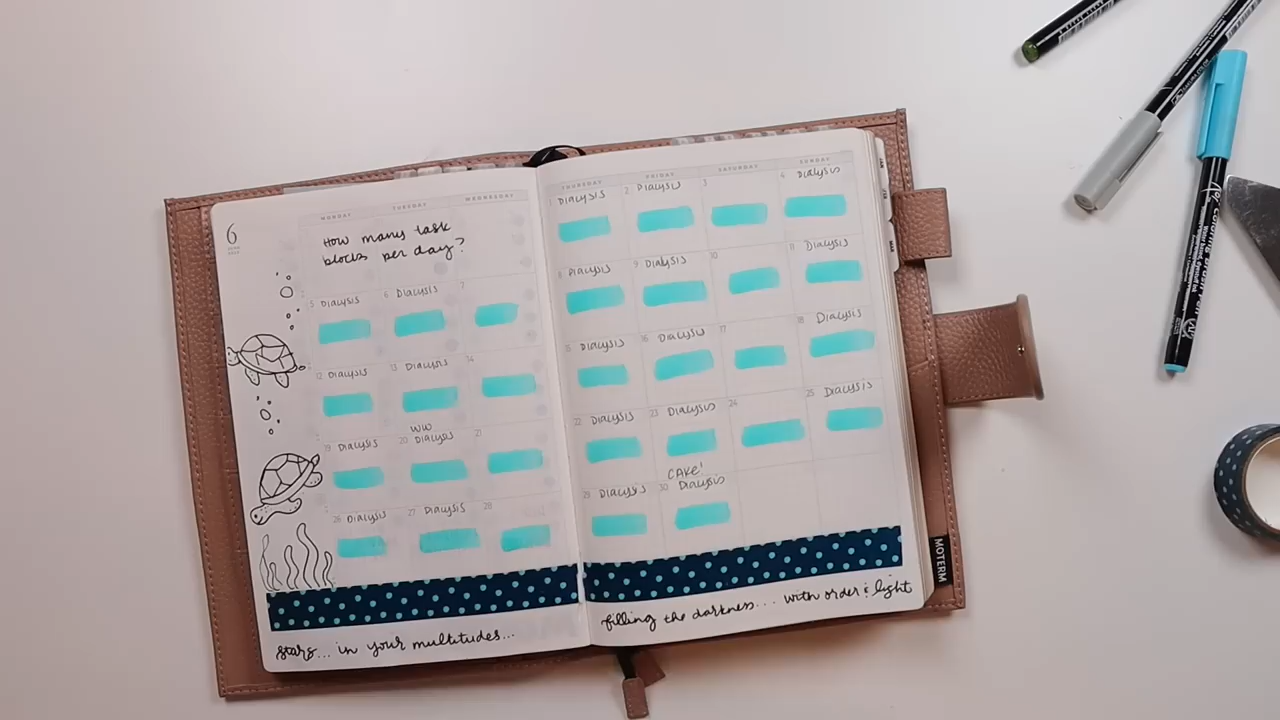 6
MONDAY TUESDAY WEDNESDAY
How many task
blocks per day?
5 Dialysis 6 Dialysis 7
12 Dialysis 13 Dialysis 14
WW
19 Dialysis 20 Dialysis 21
26 Dialysis 27 Dialysis 28
stars... in your multitudes...
THURSDAY FRIDAY SATURDAY SUNDAY
1 Dialysis 2 Dialysis 3 4 Dialysis
8 Dialysis 9 Dialysis 10 11 Dialysis
15 Dialysis 16 Dialysis 17 18 Dialysis
22 Dialysis 23 Dialysis 24 25 Dialysis
CAKE!
29 Dialysis 30 Dialysis
filling the darkness... with order & light
MOTERM